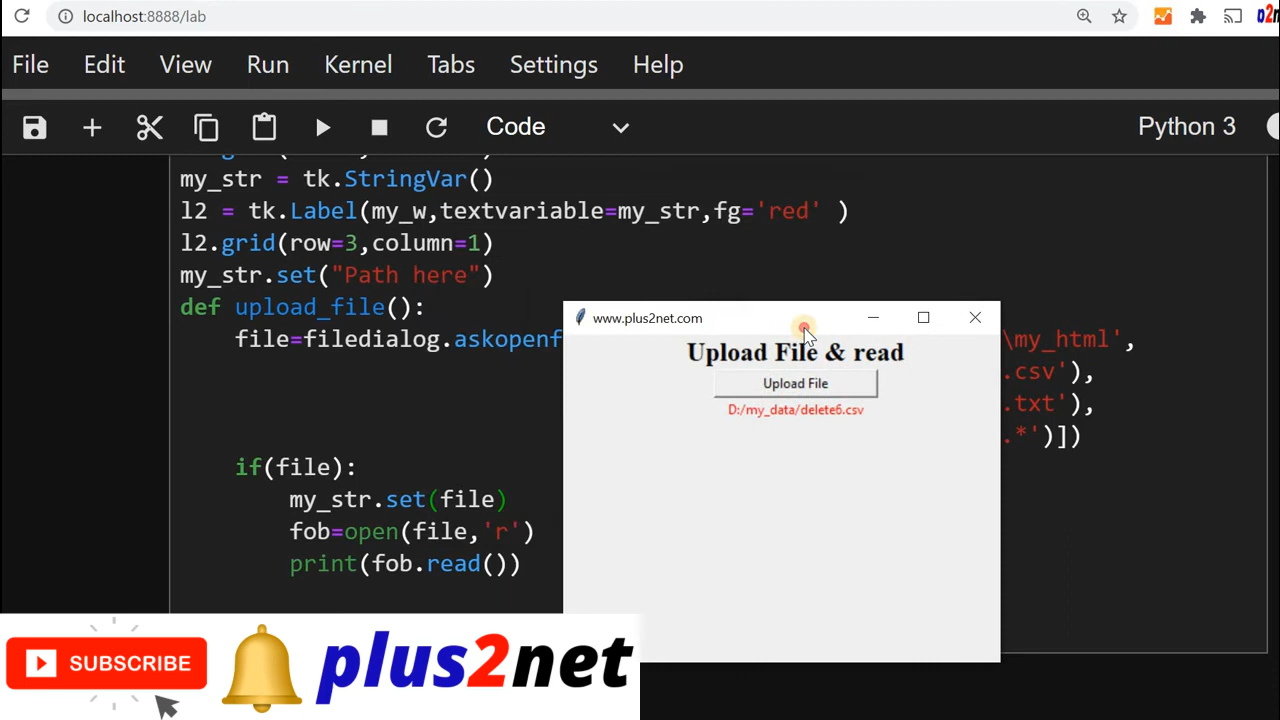 localhost:8888/lab
File Edit View Run Kernel Tabs Settings Help
Code Python 3
my_str = tk.StringVar()
l2 = tk.Label(my_w,textvariable=my_str,fg='red' )
l2.grid(row=3,column=1)
my_str.set("Path here")
def upload_file():
file=filedialog.askopenf \my_html',
.csv'),
.txt'),
.*')])
if(file):
my_str.set(file)
fob=open(file,'r')
print(fob.read())
www.plus2net.com
Upload File & read
Upload File
D:/my_data/delete6.csv
SUBSCRIBE
plus2net